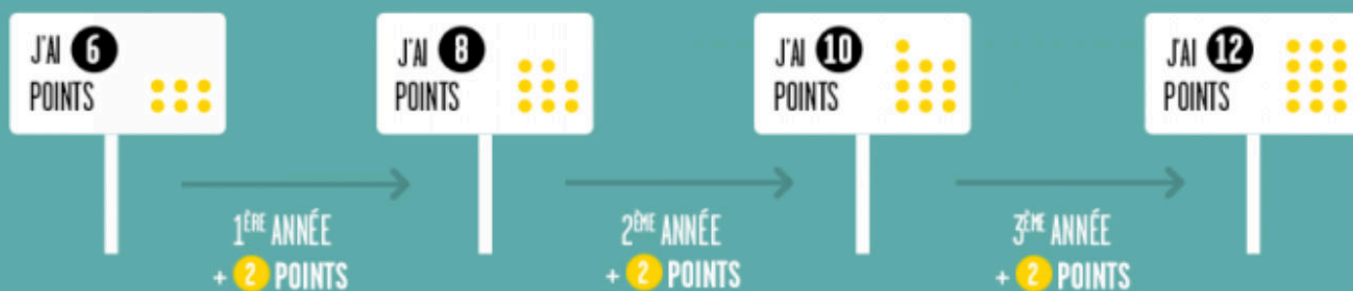 J'AI 6
POINTS
J'AI 8
POINTS
J'AI 10
POINTS
J'AI 12
POINTS
1ÈRE ANNÉE
+ 2 POINTS
2ÈME ANNÉE
+ 2 POINTS
3ÈME ANNÉE
+ 2 POINTS